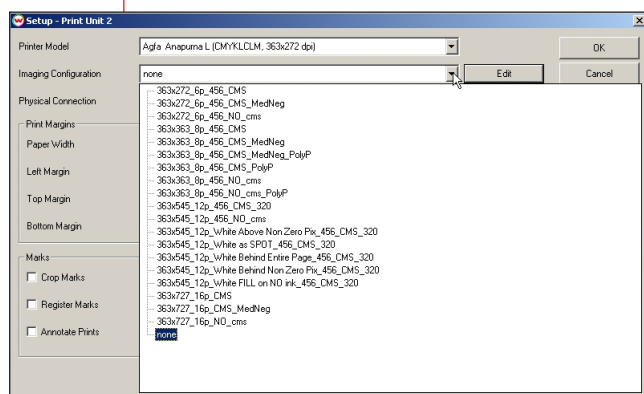 Setup - Print Unit 2
Printer Model
Agfa Anapurna L (CMYKLCLM, 363x272 dpi)
OK
Imaging Configuration
none
Edit
Cancel
Physical Connection
Print Margins
Paper Width
Left Margin
Top Margin
Bottom Margin
Marks
Crop Marks
Register Marks
Annotate Prints
363x272_6p_456_CMS
363x272_6p_456_CMS_MedNeg
363x272_6p_456_NO_cms
363x363_8p_456_CMS
363x363_8p_456_CMS_MedNeg
363x363_8p_456_CMS_MedNeg_PolyP
363x363_8p_456_CMS_PolyP
363x363_8p_456_NO_cms
363x363_8p_456_NO_cms_PolyP
363x545_12p_456_CMS_320
363x545_12p_456_NO_cms
363x545_12p_White Above Non Zero Pix_456_CMS_320
363x545_12p_White as SPOT_456_CMS_320
363x545_12p_White Behind Entire Page_456_CMS_320
363x545_12p_White Behind Non Zero Pix_456_CMS_320
363x545_12p_White FILL on NO ink_456_CMS_320
363x727_16p_CMS
363x727_16p_CMS_MedNeg
363x727_16p_NO_cms
none